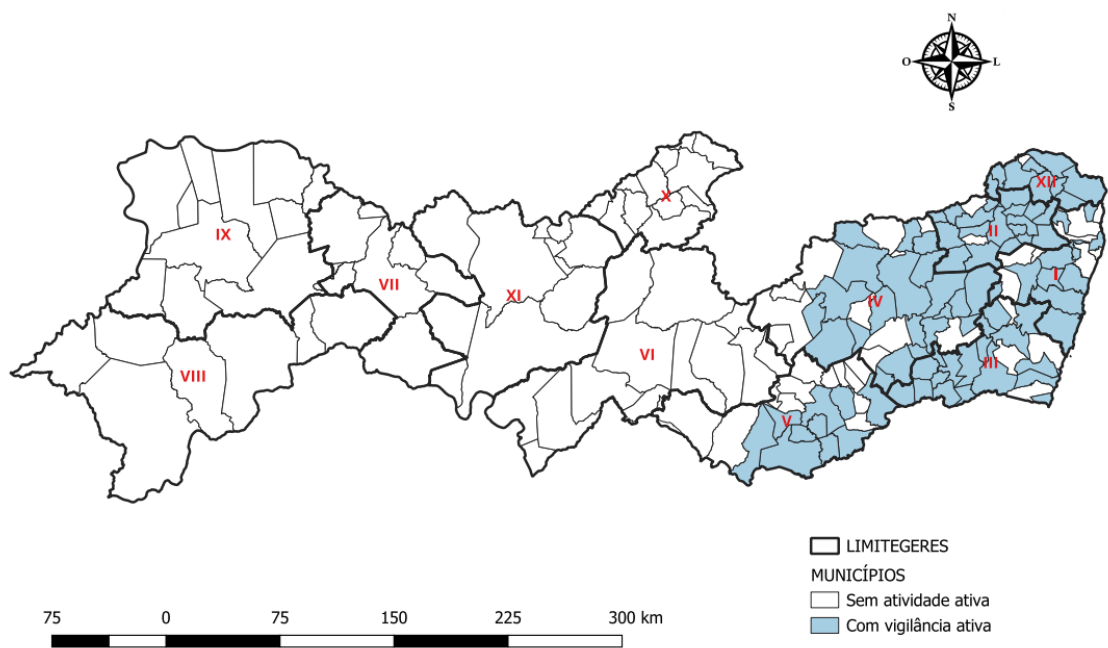 N
O
L
S
XII
X
II
IX
I
VII
XI
IV
VI
III
VIII
V
LIMITEGERES
MUNICÍPIOS
Sem atividade ativa
Com vigilância ativa
75 0 75 150 225 300 km